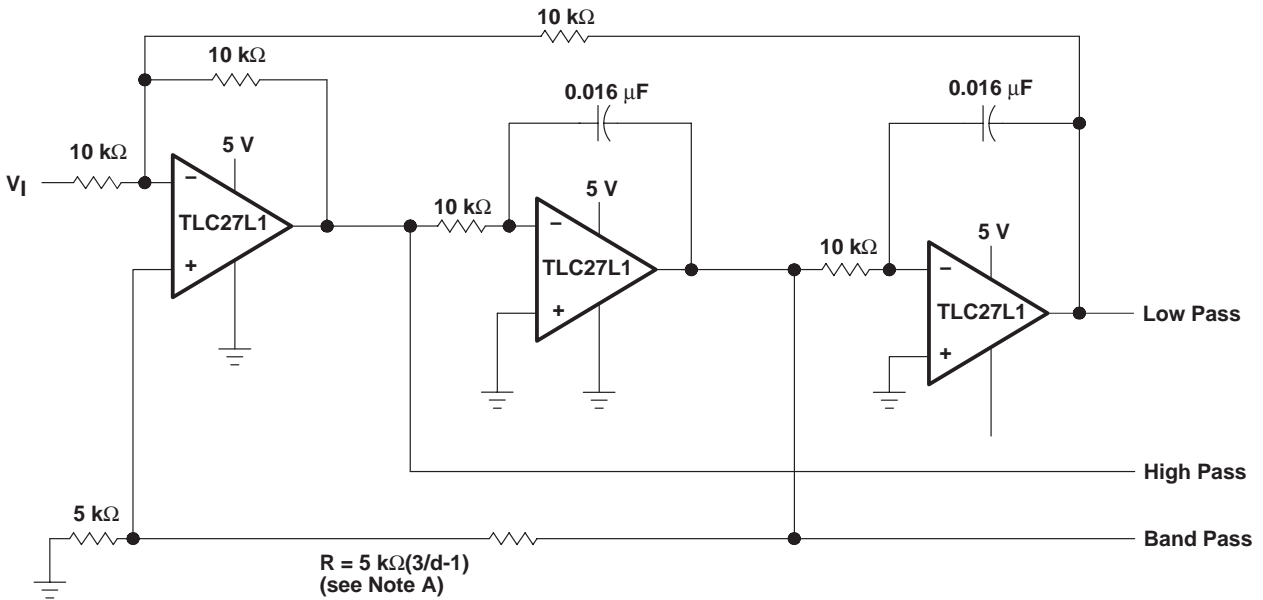 10 kΩ
10 kΩ
0.016 μF
0.016 μF
10 kΩ
5 V
VI
−
TLC27L1
+
10 kΩ
5 V
−
TLC27L1
+
10 kΩ
5 V
−
TLC27L1
+
Low Pass
High Pass
5 kΩ
Band Pass
R = 5 kΩ(3/d-1)
(see Note A)